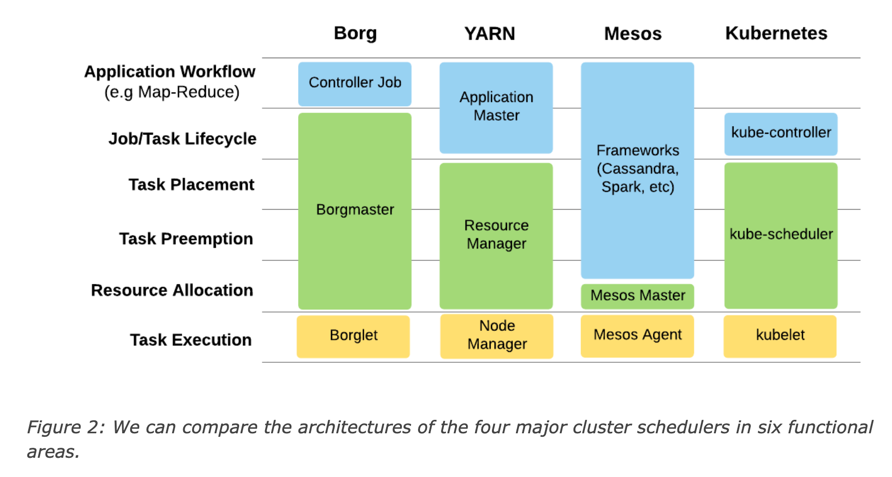 Borg YARN Mesos Kubernetes
Application Workflow
(e.g Map-Reduce)
Controller Job
Application
Master
Job/Task Lifecycle
kube-controller
Frameworks
(Cassandra,
Spark, etc)
Task Placement
Borgmaster
Resource
Manager
kube-scheduler
Task Preemption
Resource Allocation
Mesos Master
Task Execution
Borglet
Node
Manager
Mesos Agent
kubelet
Figure 2: We can compare the architectures of the four major cluster schedulers in six functional
areas.